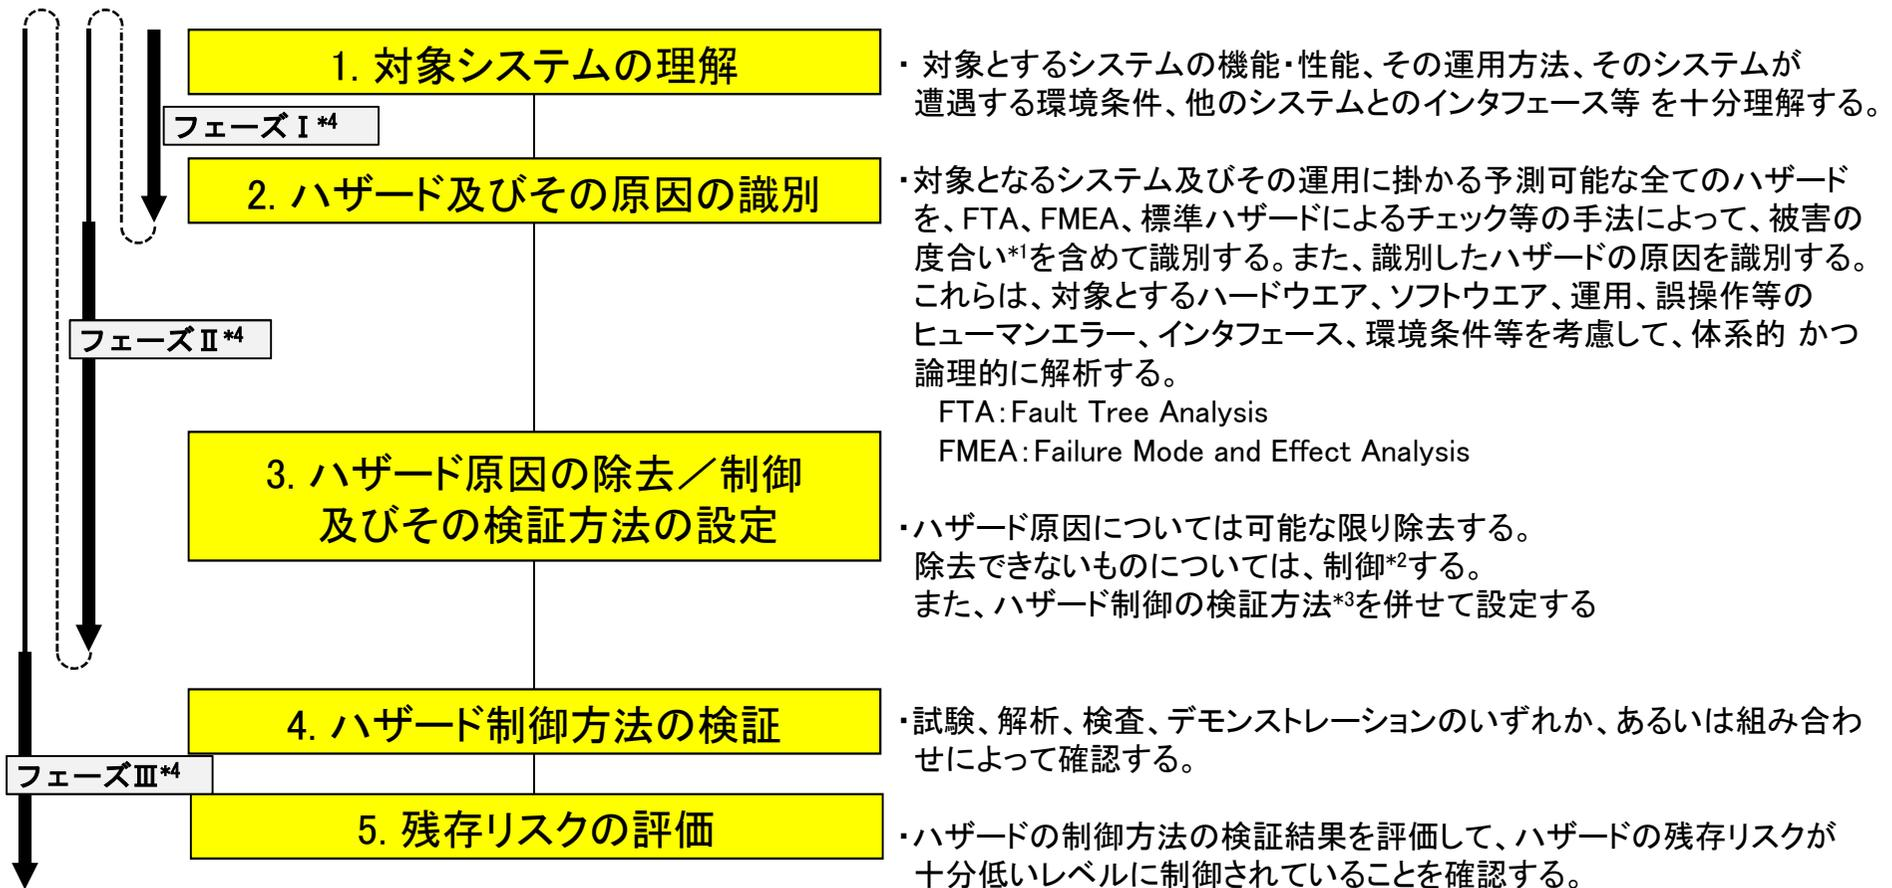 1. 対象システムの理解
・ 対象とするシステムの機能・性能、その運用方法、そのシステムが
遭遇する環境条件、他のシステムとのインタフェース等 を十分理解する。
フェーズⅠ*4
2. ハザード及びその原因の識別
・対象となるシステム及びその運用に掛かる予測可能な全てのハザード
を、FTA、FMEA、標準ハザードによるチェック等の手法によって、被害の
度合い*1を含めて識別する。また、識別したハザードの原因を識別する。
これらは、対象とするハードウエア、ソフトウエア、運用、誤操作等の
ヒューマンエラー、インタフェース、環境条件等を考慮して、体系的 かつ
論理的に解析する。
FTA：Fault Tree Analysis
FMEA：Failure Mode and Effect Analysis
フェーズⅡ*4
3. ハザード原因の除去／制御
及びその検証方法の設定
・ハザード原因については可能な限り除去する。
除去できないものについては、制御*2する。
また、ハザード制御の検証方法*3を併せて設定する
4. ハザード制御方法の検証
・試験、解析、検査、デモンストレーションのいずれか、あるいは組み合わ
せによって確認する。
フェーズⅢ*4
5. 残存リスクの評価
・ハザードの制御方法の検証結果を評価して、ハザードの残存リスクが
十分低いレベルに制御されていることを確認する。